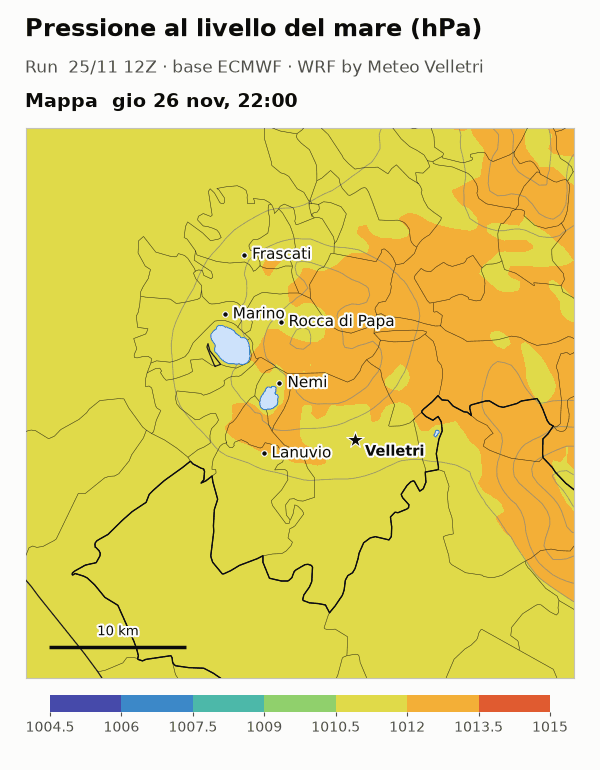 Pressione al livello del mare (hPa)
Run  25/11 12Z · base ECMWF · WRF by Meteo Velletri
Mappa  gio 26 nov, 22:00
Frascati
Marino
Rocca di Papa
Nemi
Velletri
Lanuvio
10 km
1004.5 1006 1007.5 1009 1010.5 1012 1013.5 1015